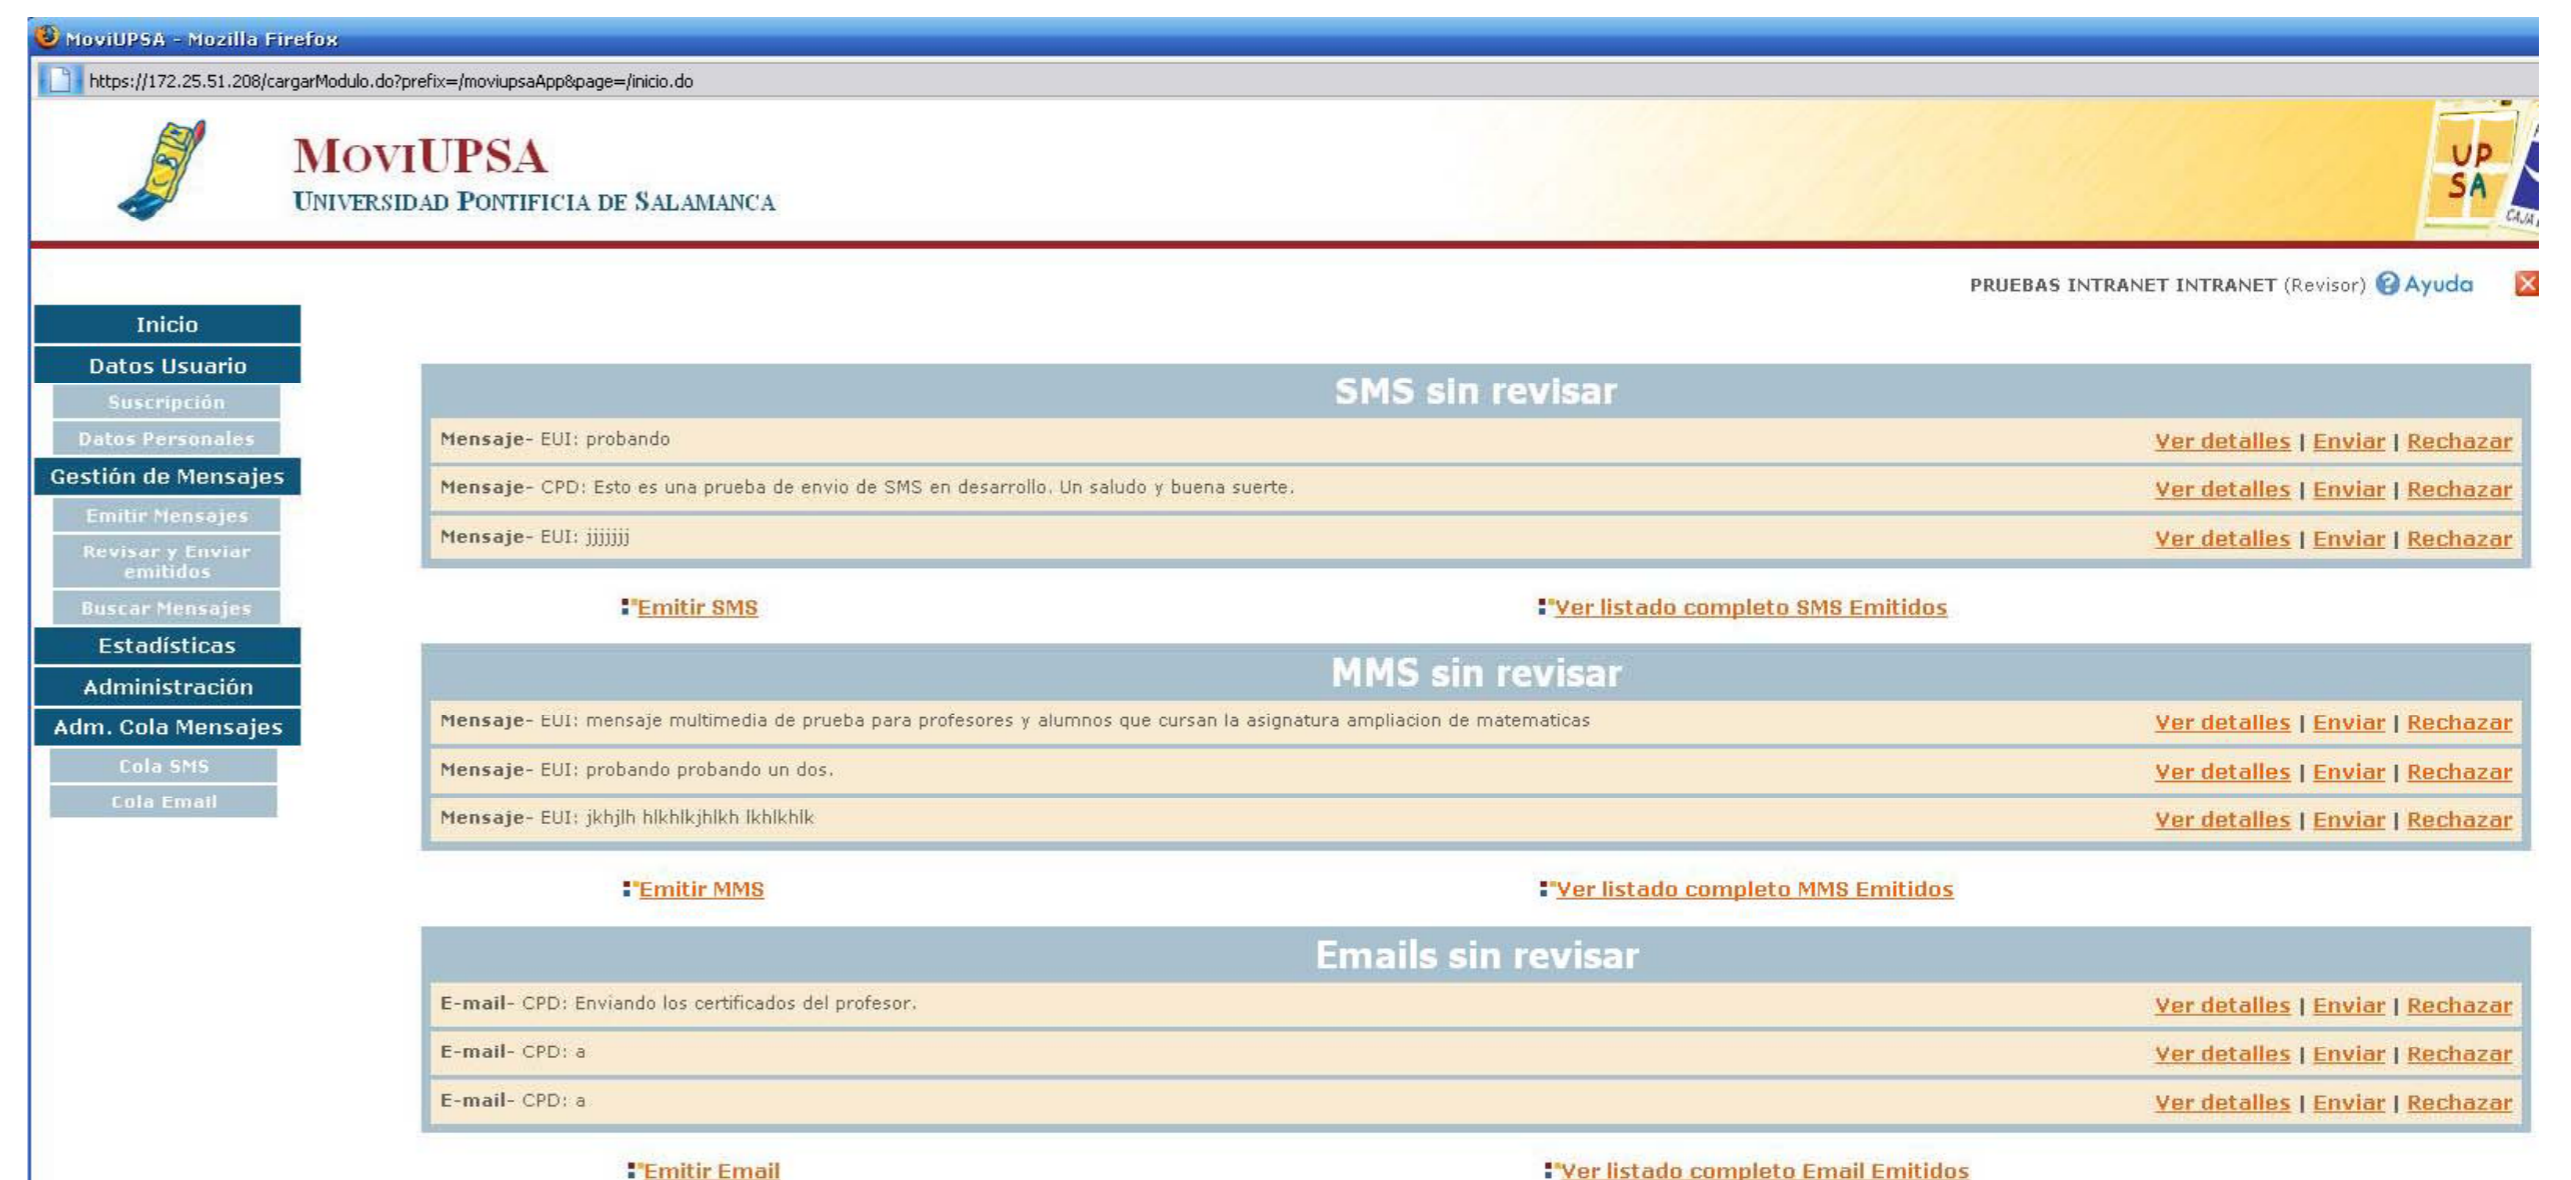 MoviUPSA - Mozilla Firefox
https://172.25.51.208/cargarModulo.do?prefix=/moviupsaApp&page=/inicio.do
MOVIUPSA
UNIVERSIDAD PONTIFICIA DE SALAMANCA
UP
SA
CAJA
PRUEBAS INTRANET INTRANET (Revisor) Ayuda
Inicio
Datos Usuario
Suscripción
Datos Personales
Gestión de Mensajes
Emitir Mensajes
Revisar y Enviar
emitidos
Buscar Mensajes
Estadísticas
Administración
Adm. Cola Mensajes
Cola SMS
Cola Email
SMS sin revisar
Mensaje- EUI: probando Ver detalles | Enviar | Rechazar
Mensaje- CPD: Esto es una prueba de envio de SMS en desarrollo. Un saludo y buena suerte. Ver detalles | Enviar | Rechazar
Mensaje- EUI: jjjjjjj Ver detalles | Enviar | Rechazar
Emitir SMS Ver listado completo SMS Emitidos
MMS sin revisar
Mensaje- EUI: mensaje multimedia de prueba para profesores y alumnos que cursan la asignatura ampliacion de matematicas Ver detalles | Enviar | Rechazar
Mensaje- EUI: probando probando un dos. Ver detalles | Enviar | Rechazar
Mensaje- EUI: jkhjlh hlkhlkjhlkh lkhlkhlk Ver detalles | Enviar | Rechazar
Emitir MMS Ver listado completo MMS Emitidos
Emails sin revisar
E-mail- CPD: Enviando los certificados del profesor. Ver detalles | Enviar | Rechazar
E-mail- CPD: a Ver detalles | Enviar | Rechazar
E-mail- CPD: a Ver detalles | Enviar | Rechazar
Emitir Email Ver listado completo Email Emitidos